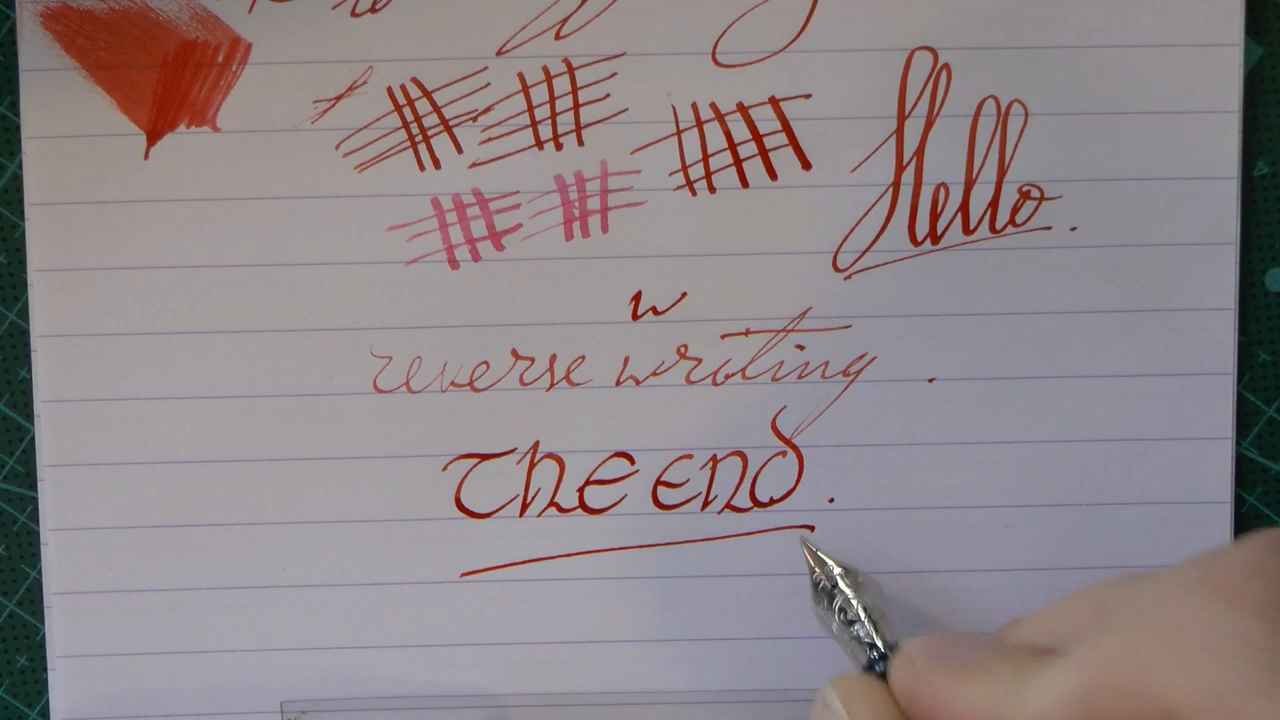 Hello.
w
reverse writing .
The End.